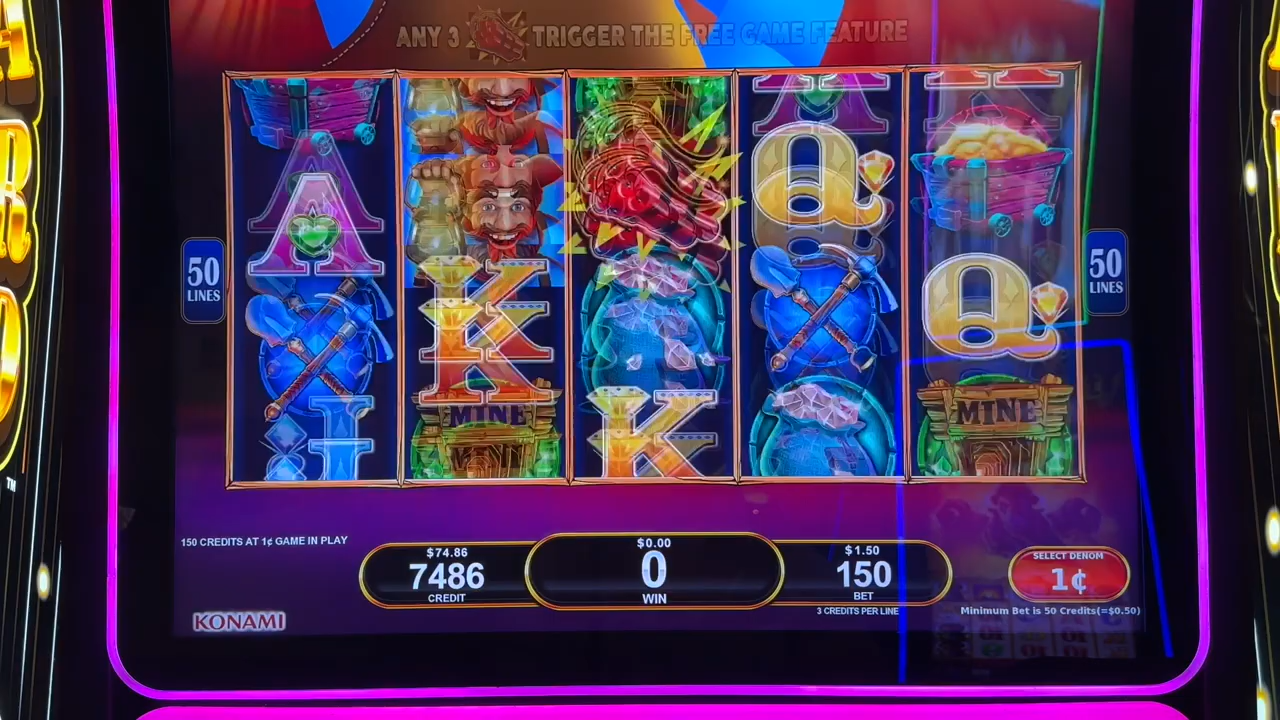 ANY 3 TRIGGER THE FREE GAME FEATURE
50
LINES
50
LINES
A
Q
K
K
Q
MINE
MINE
K
J
A
150 CREDITS AT 1¢ GAME IN PLAY
$74.86
7486
CREDIT
$0.00
0
WIN
$1.50
150
BET
3 CREDITS PER LINE
SELECT DENOM
1¢
Minimum Bet is 50 Credits(=$0.50)
KONAMI
TM